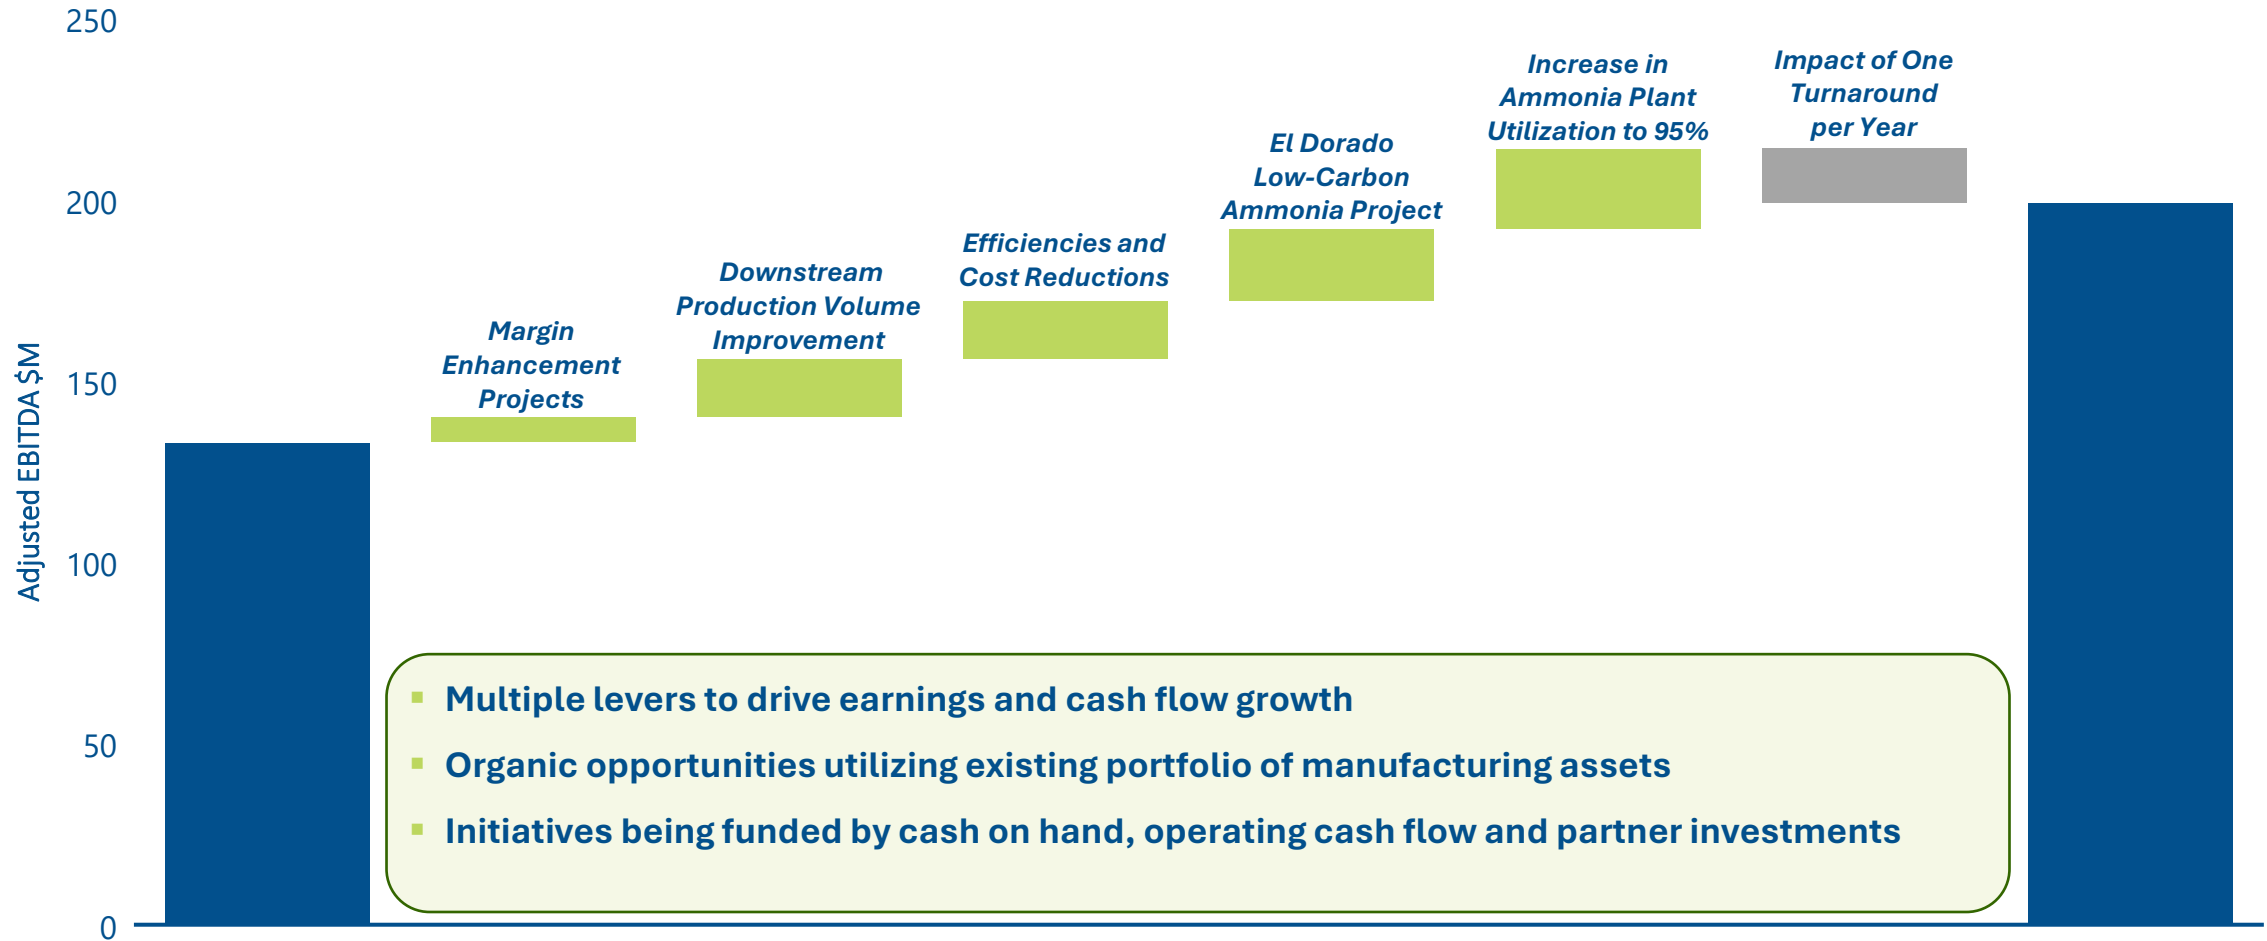 250
200
150
100
50
0
Adjusted EBITDA $M
Margin
Enhancement
Projects
Downstream
Production Volume
Improvement
Efficiencies and
Cost Reductions
El Dorado
Low-Carbon
Ammonia Project
Increase in
Ammonia Plant
Utilization to 95%
Impact of One
Turnaround
per Year
▪ Multiple levers to drive earnings and cash flow growth
▪ Organic opportunities utilizing existing portfolio of manufacturing assets
▪ Initiatives being funded by cash on hand, operating cash flow and partner investments